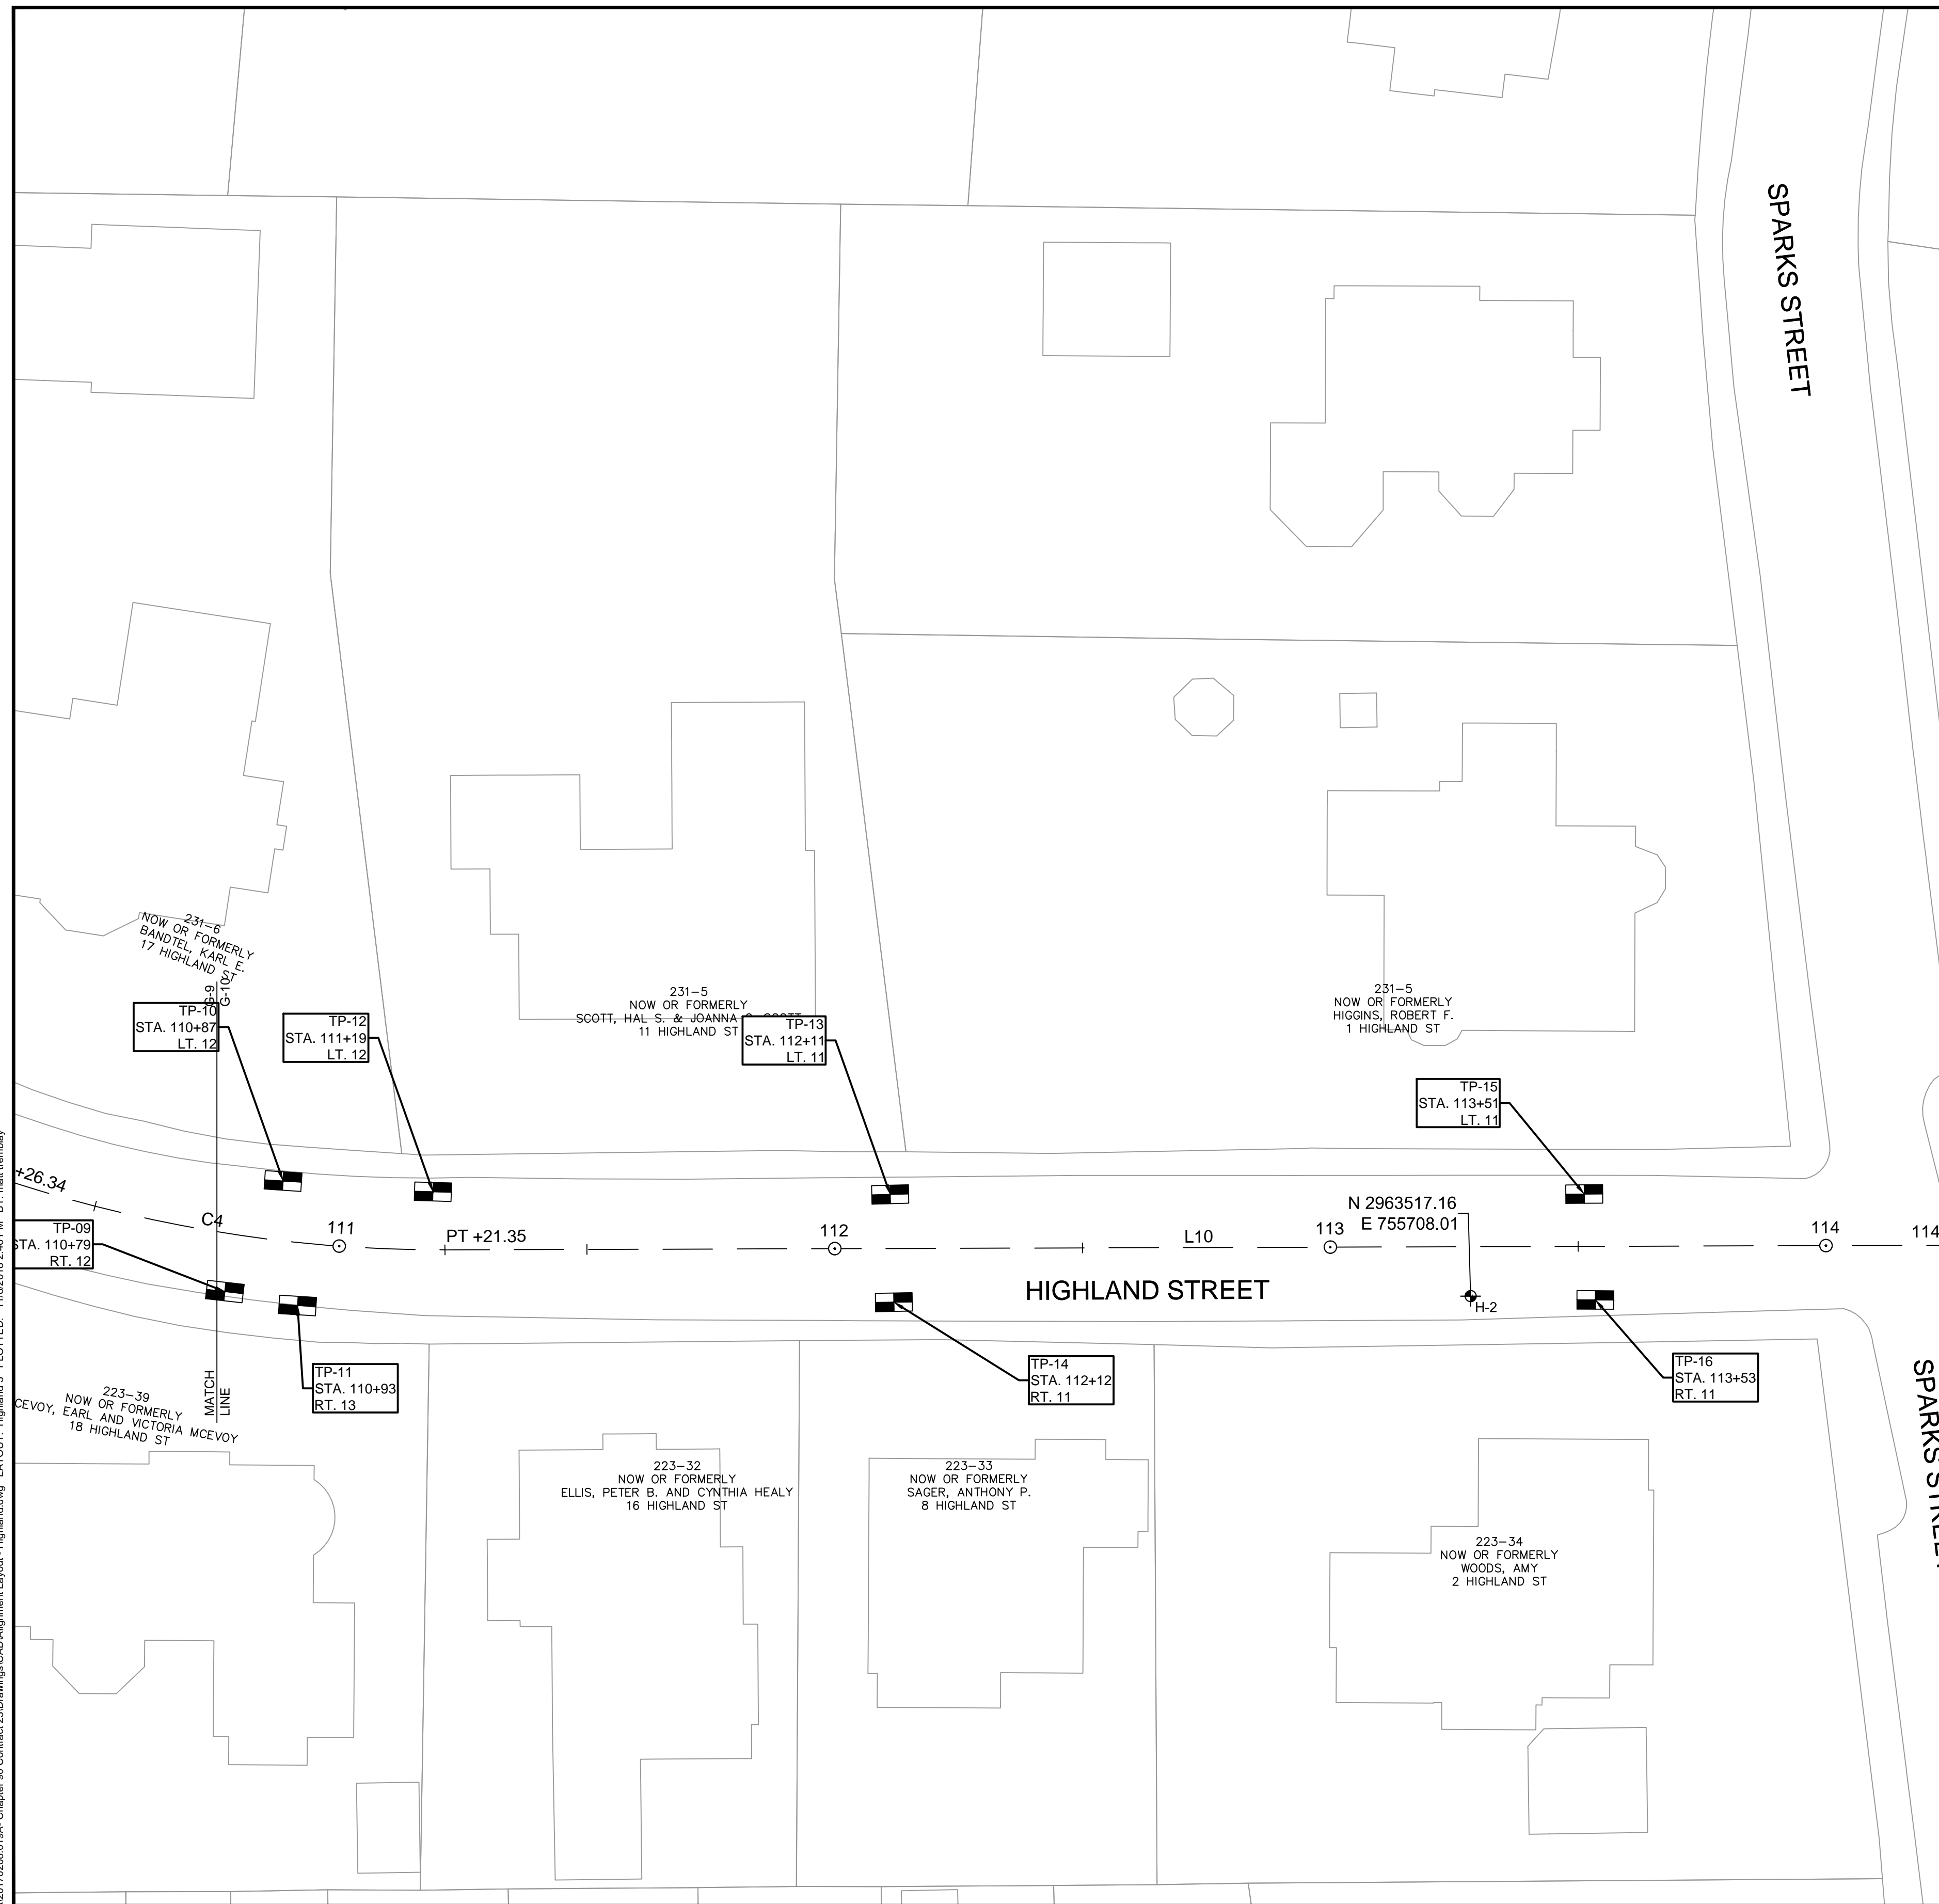 SPARKS STREET
231-6
NOW OR FORMERLY
BANDTEL, KARL E.
17 HIGHLAND ST
G-9
G-10
TP-10
STA. 110+87
LT. 12
TP-12
STA. 111+19
LT. 12
231-5
NOW OR FORMERLY
SCOTT, HAL S. & JOANNA
11 HIGHLAND ST
TP-13
STA. 112+11
LT. 11
231-5
NOW OR FORMERLY
HIGGINS, ROBERT F.
1 HIGHLAND ST
TP-15
STA. 113+51
LT. 11
+26.34
C4
111
PT +21.35
112
L10
113
N 2963517.16
E 755708.01
114
114
TP-09
STA. 110+79
RT. 12
HIGHLAND STREET
H-2
TP-11
STA. 110+93
RT. 13
TP-14
STA. 112+12
RT. 11
TP-16
STA. 113+53
RT. 11
MATCH
LINE
223-39
NOW OR FORMERLY
CEVOY, EARL AND VICTORIA MCEVOY
18 HIGHLAND ST
223-32
NOW OR FORMERLY
ELLIS, PETER B. AND CYNTHIA HEALY
16 HIGHLAND ST
223-33
NOW OR FORMERLY
SAGER, ANTHONY P.
8 HIGHLAND ST
223-34
NOW OR FORMERLY
WOODS, AMY
2 HIGHLAND ST
SPARKS STREET